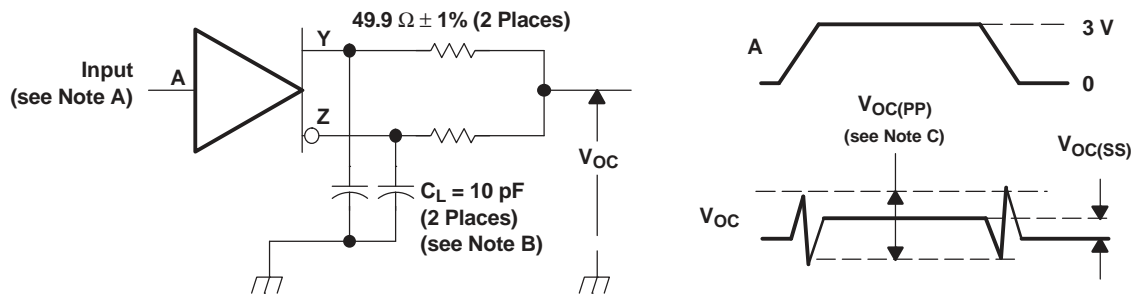 49.9 Ω ± 1% (2 Places)
Y
Input
(see Note A)
A
Z
V_OC
C_L = 10 pF
(2 Places)
(see Note B)
A
3 V
0
V_OC(PP)
(see Note C)
V_OC(SS)
V_OC